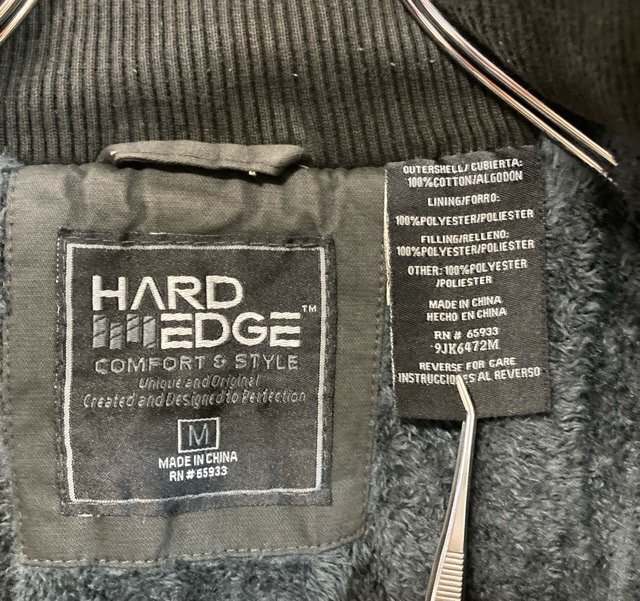 HARD
EDGE™
COMFORT & STYLE
Unique and Original
Created and Designed to Perfection
M
MADE IN CHINA
RN # 65933
OUTERSHELL/ CUBIERTA:
100%COTTON/ALGODON
LINING/FORRO:
100%POLYESTER/POLIESTER
FILLING/RELLENO:
100%POLYESTER/POLIESTER
OTHER: 100%POLYESTER
/POLIESTER
MADE IN CHINA
HECHO EN CHINA
RN # 65933
9JK6472M
REVERSE FOR CARE
INSTRUCCIONES AL REVERSO